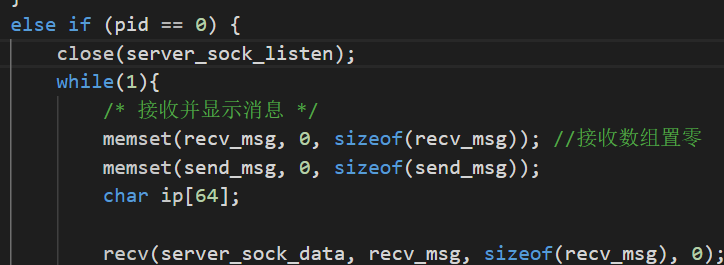 }
else if (pid == 0) {
close(server_sock_listen);
while(1){
/* 接收并显示消息 */
memset(recv_msg, 0, sizeof(recv_msg)); //接收数组置零
memset(send_msg, 0, sizeof(send_msg));
char ip[64];
recv(server_sock_data, recv_msg, sizeof(recv_msg), 0);